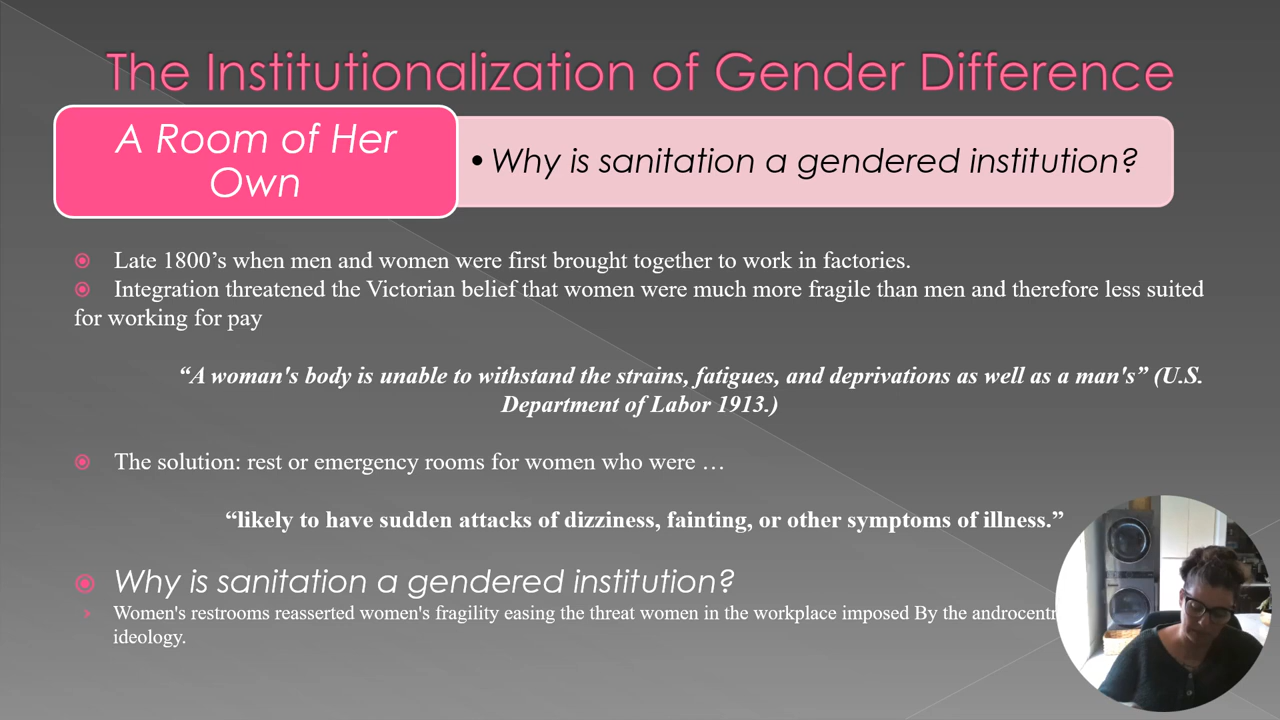 The Institutionalization of Gender Difference
A Room of Her
Own
• Why is sanitation a gendered institution?
Late 1800’s when men and women were first brought together to work in factories.
Integration threatened the Victorian belief that women were much more fragile than men and therefore less suited
for working for pay
“A woman's body is unable to withstand the strains, fatigues, and deprivations as well as a man's” (U.S.
Department of Labor 1913.)
The solution: rest or emergency rooms for women who were …
“likely to have sudden attacks of dizziness, fainting, or other symptoms of illness.”
Why is sanitation a gendered institution?
Women's restrooms reasserted women's fragility easing the threat women in the workplace imposed By the
ideology.